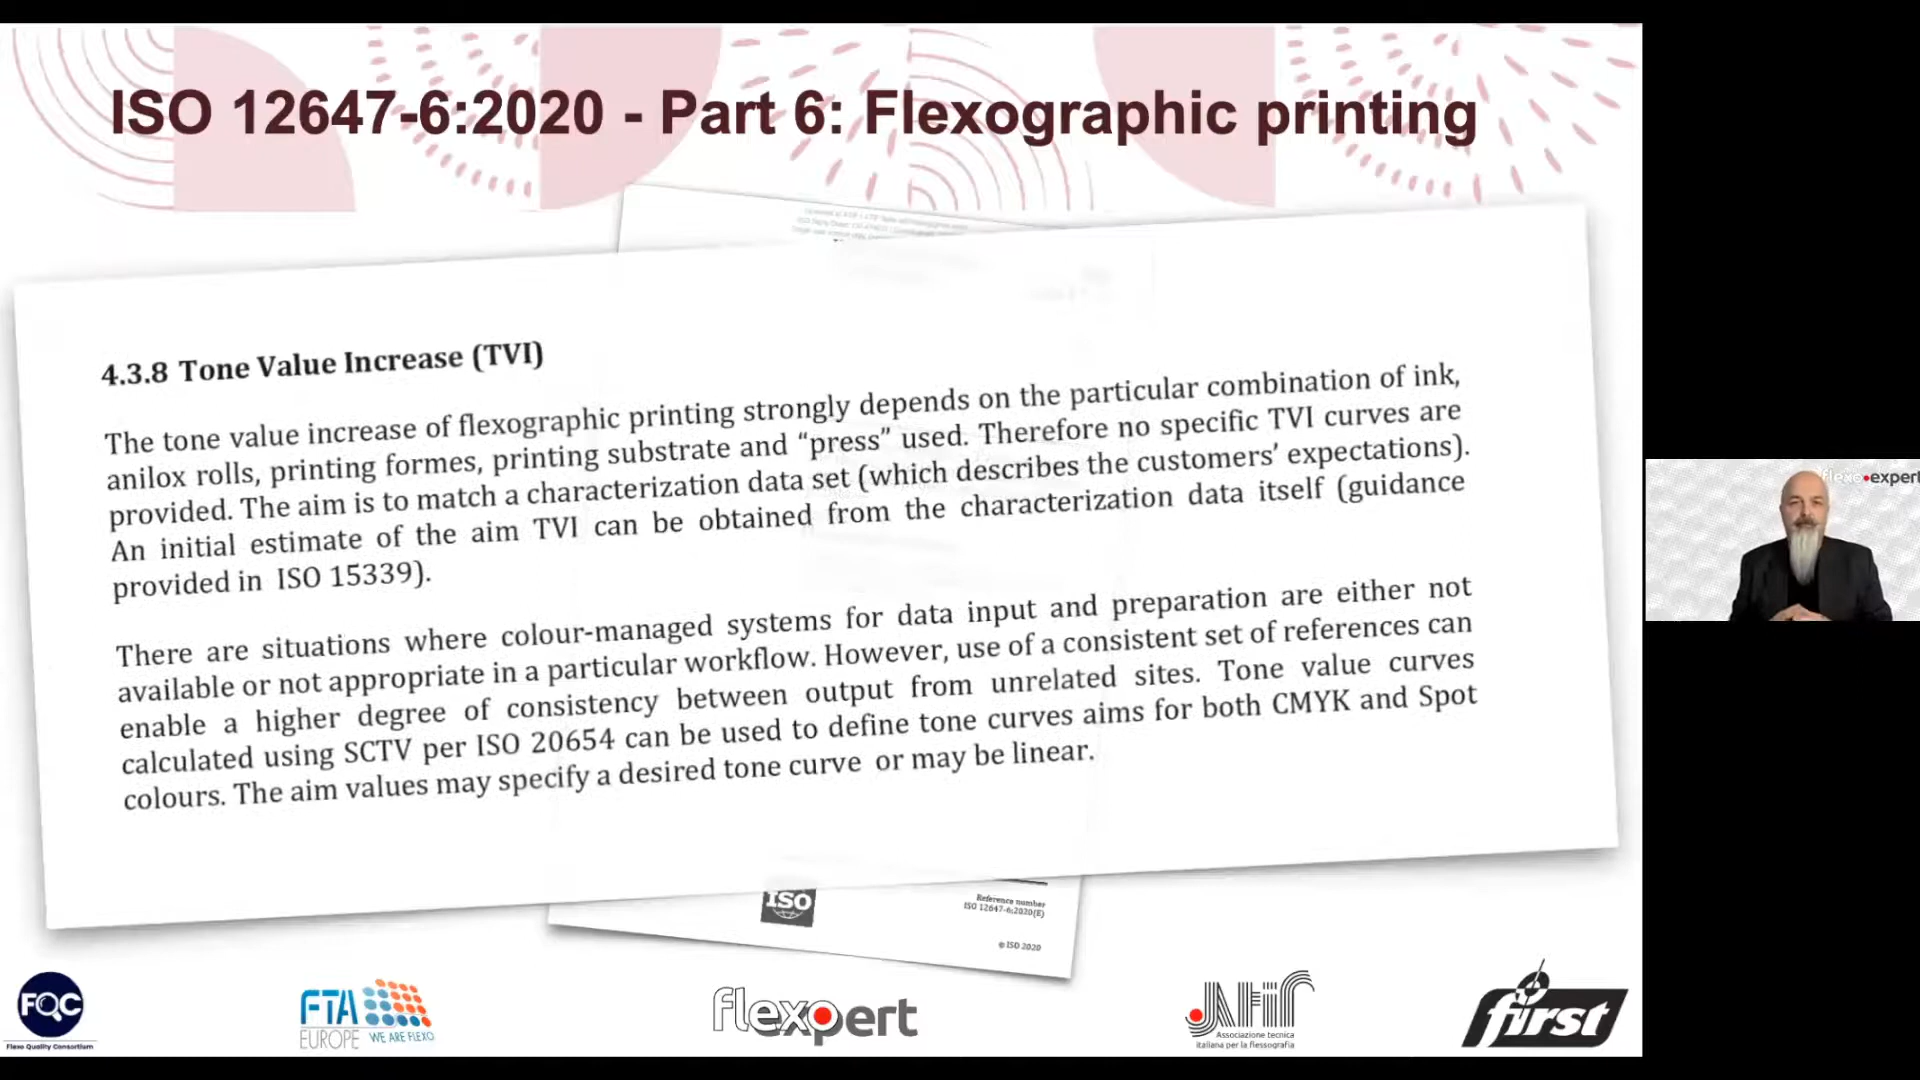 ISO 12647-6:2020 - Part 6: Flexographic printing
4.3.8 Tone Value Increase (TVI)
The tone value increase of flexographic printing strongly depends on the particular combination of ink,
anilox rolls, printing formes, printing substrate and “press” used. Therefore no specific TVI curves are
provided. The aim is to match a characterization data set (which describes the customers’ expectations).
An initial estimate of the aim TVI can be obtained from the characterization data itself (guidance
provided in ISO 15339).
There are situations where colour-managed systems for data input and preparation are either not
available or not appropriate in a particular workflow. However, use of a consistent set of references can
enable a higher degree of consistency between output from unrelated sites. Tone value curves
calculated using SCTV per ISO 20654 can be used to define tone curves aims for both CMYK and Spot
colours. The aim values may specify a desired tone curve or may be linear.
ISO
Reference number
ISO 12647-6:2020(E)
© ISO 2020
FQC
Flexo Quality Consortium
FTA
EUROPE
WE ARE FLEXO
flexpert
ATIF
Associazione tecnica
italiana per la flessografia
first
flexo•expert